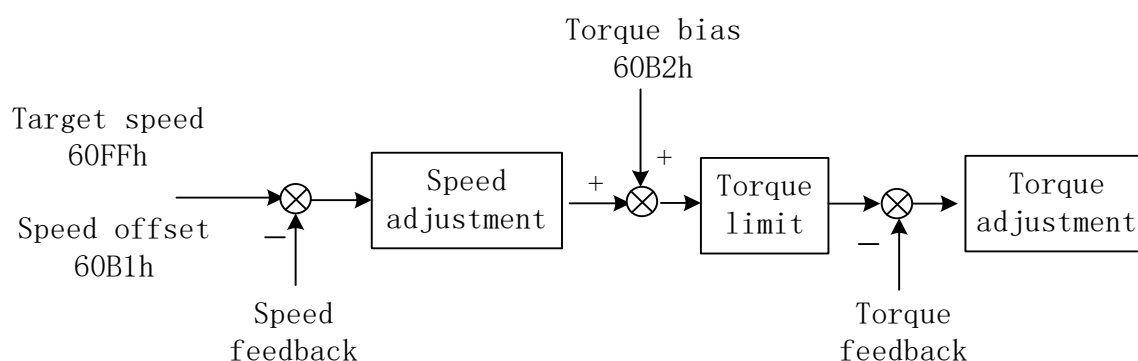 Torque bias
60B2h
Target speed
60FFh
Speed offset
60B1h
−
Speed
feedback
Speed
adjustment
+
+
Torque
limit
−
Torque
feedback
Torque
adjustment